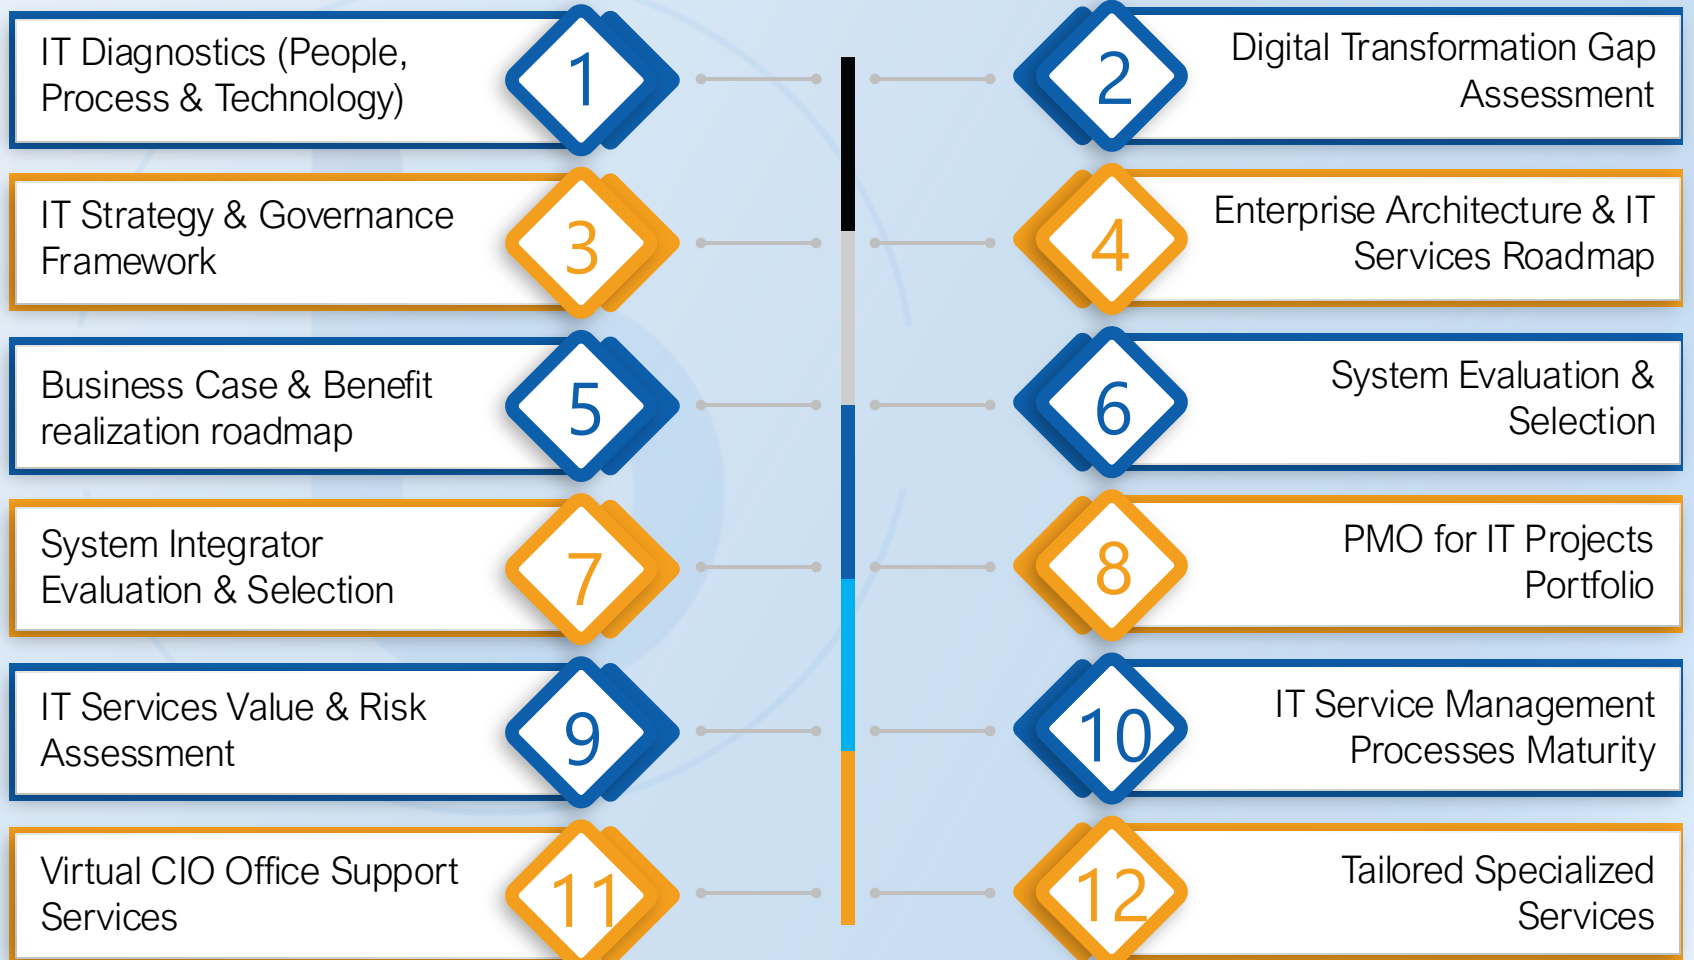 IT Diagnostics (People,
Process & Technology)
1
2
Digital Transformation Gap
Assessment
IT Strategy & Governance
Framework
3
4
Enterprise Architecture & IT
Services Roadmap
Business Case & Benefit
realization roadmap
5
6
System Evaluation &
Selection
System Integrator
Evaluation & Selection
7
8
PMO for IT Projects
Portfolio
IT Services Value & Risk
Assessment
9
10
IT Service Management
Processes Maturity
Virtual CIO Office Support
Services
11
12
Tailored Specialized
Services